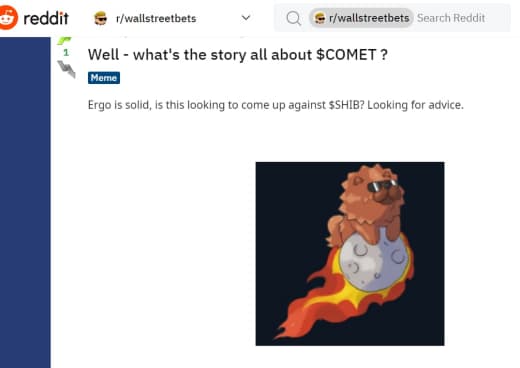 reddit r/wallstreetbets r/wallstreetbets Search Reddit
1 Well - what's the story all about $COMET ?
Meme
Ergo is solid, is this looking to come up against $SHIB? Looking for advice.